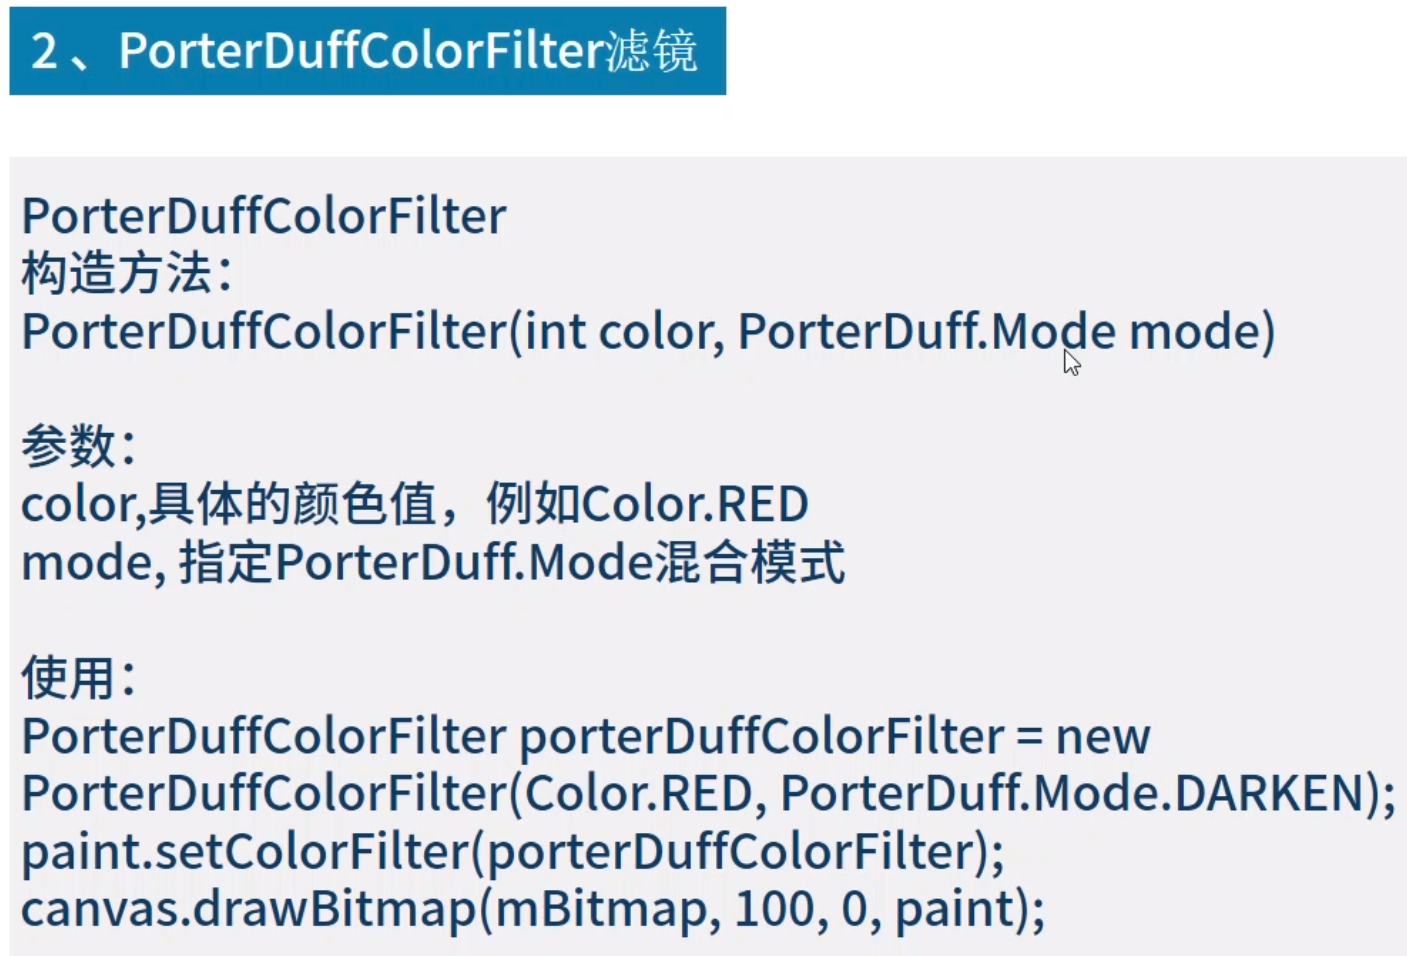 2 、PorterDuffColorFilter滤镜
PorterDuffColorFilter
构造方法：
PorterDuffColorFilter(int color, PorterDuff.Mode mode)
参数：
color,具体的颜色值，例如Color.RED
mode, 指定PorterDuff.Mode混合模式
使用：
PorterDuffColorFilter porterDuffColorFilter = new
PorterDuffColorFilter(Color.RED, PorterDuff.Mode.DARKEN);
paint.setColorFilter(porterDuffColorFilter);
canvas.drawBitmap(mBitmap, 100, 0, paint);